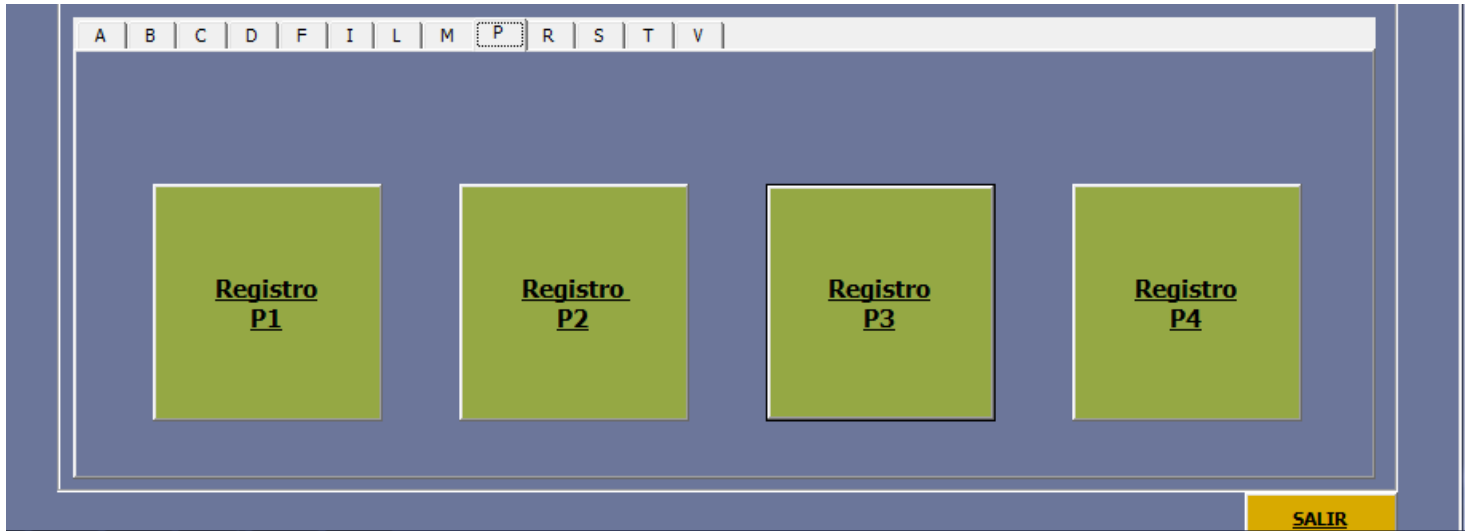 A B C D F I L M P R S T V
Registro
P1
Registro
P2
Registro
P3
Registro
P4
SALIR